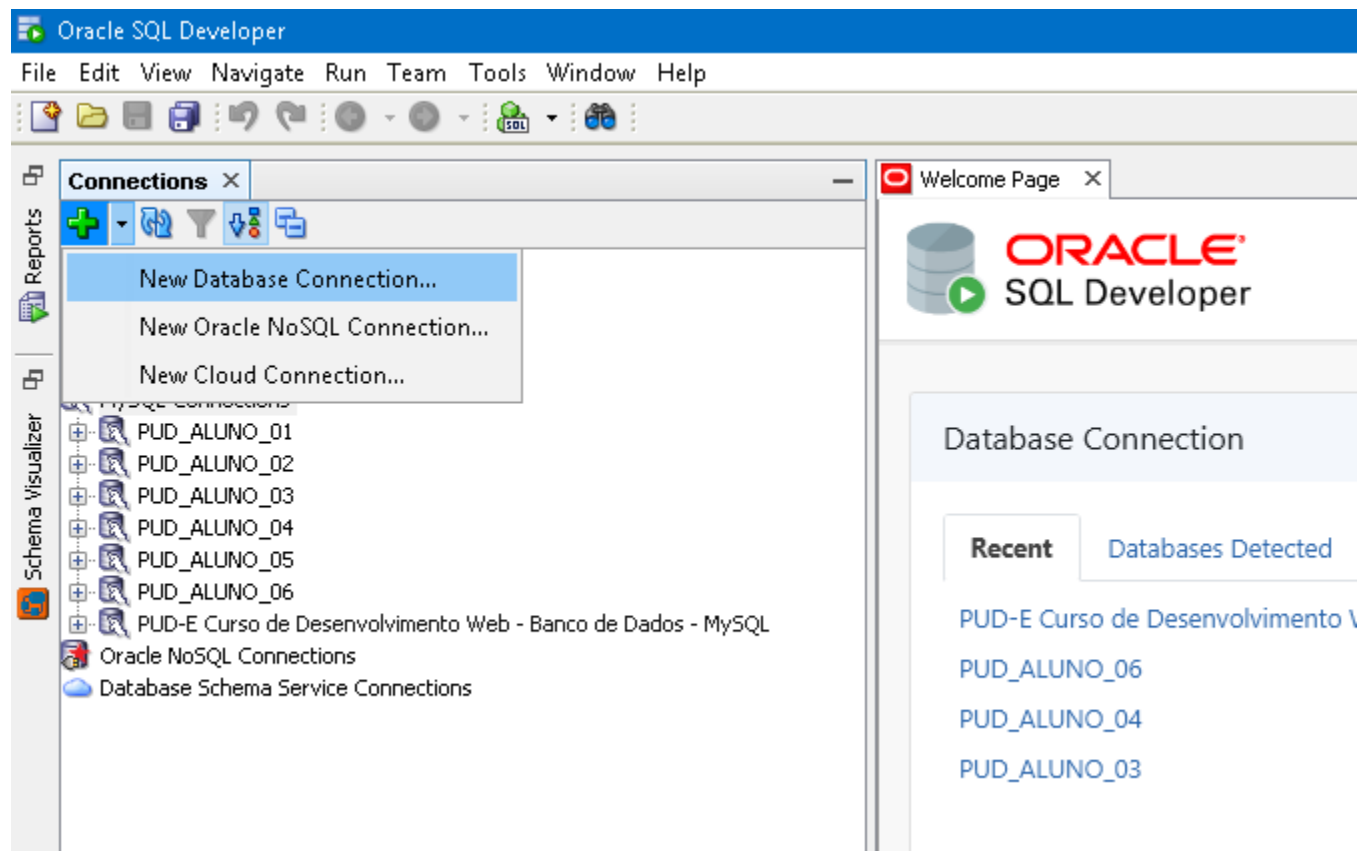 Oracle SQL Developer
File Edit View Navigate Run Team Tools Window Help
SQL
Reports
Schema Visualizer
Connections
New Database Connection...
New Oracle NoSQL Connection...
New Cloud Connection...
MySQL Connections
PUD_ALUNO_01
PUD_ALUNO_02
PUD_ALUNO_03
PUD_ALUNO_04
PUD_ALUNO_05
PUD_ALUNO_06
PUD-E Curso de Desenvolvimento Web - Banco de Dados - MySQL
Oracle NoSQL Connections
Database Schema Service Connections
Welcome Page
ORACLE
SQL Developer
Database Connection
Recent Databases Detected
PUD-E Curso de Desenvolvimento
PUD_ALUNO_06
PUD_ALUNO_04
PUD_ALUNO_03